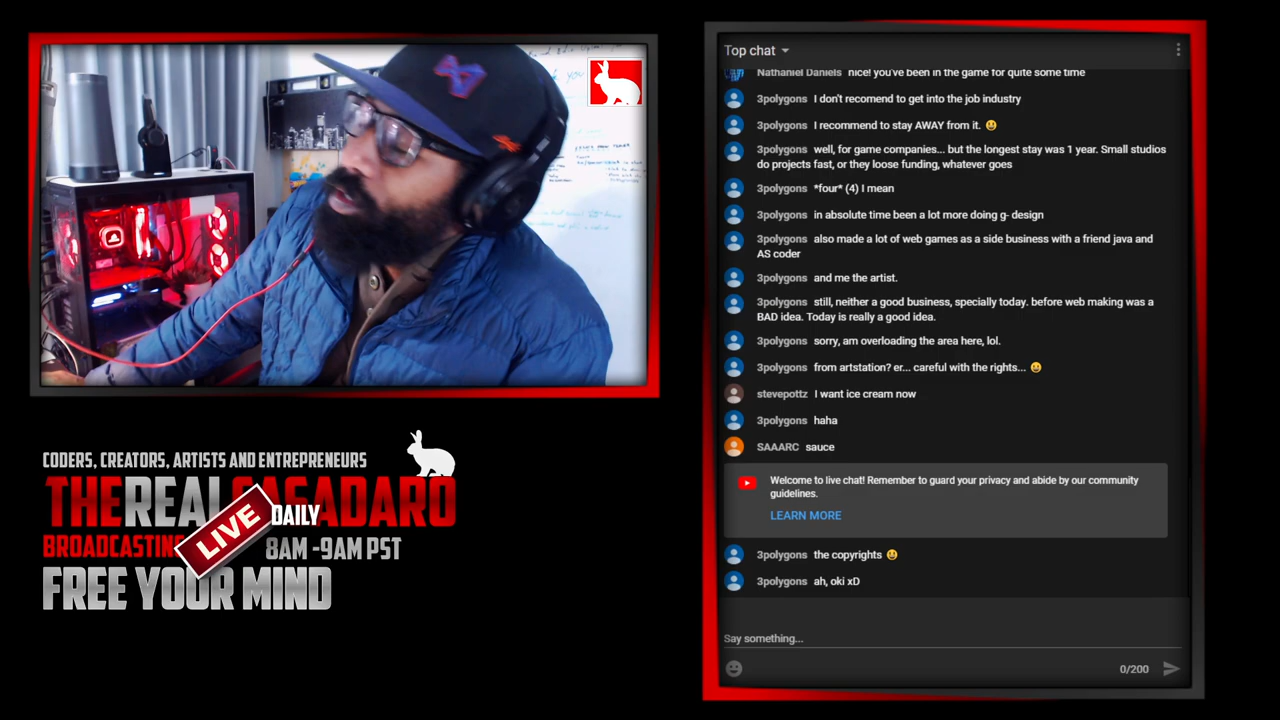 CODERS, CREATORS, ARTISTS AND ENTREPRENEURS
THEREAL
DAILY
BROADCASTING
LIVE
8AM -9AM PST
FREE YOUR MIND
Top chat
Nathaniel Daniels nice! you've been in the game for quite some time
3polygons I don't recomend to get into the job industry
3polygons I recommend to stay AWAY from it. 😃
3polygons well, for game companies... but the longest stay was 1 year. Small studios
do projects fast, or they loose funding, whatever goes
3polygons *four* (4) I mean
3polygons in absolute time been a lot more doing g- design
3polygons also made a lot of web games as a side business with a friend java and
AS coder
3polygons and me the artist.
3polygons still, neither a good business, specially today. before web making was a
BAD idea. Today is really a good idea.
3polygons sorry, am overloading the area here, lol.
3polygons from artstation? er... careful with the rights... 😃
stevepottz I want ice cream now
3polygons haha
SAAARC sauce
Welcome to live chat! Remember to guard your privacy and abide by our community
guidelines.
LEARN MORE
3polygons the copyrights 😃
3polygons ah, oki xD
Say something...
0/200